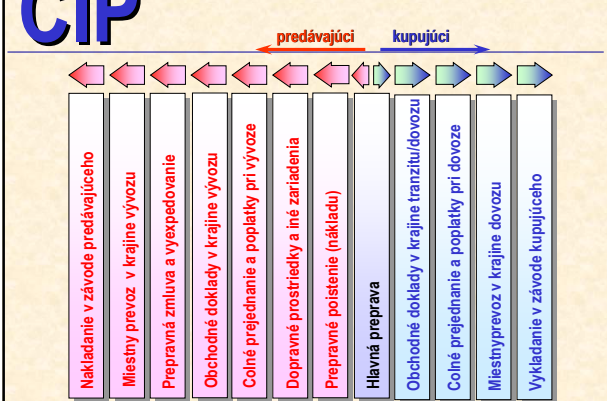 CIP
predávajúci
kupujúci
Nakladanie v závode predávajúceho
Miestny prevoz v krajine vývozu
Prepravná zmluva a vyexpedovanie
Obchodné doklady v krajine vývozu
Colné prejednanie a poplatky pri vývoze
Dopravné prostriedky a iné zariadenia
Prepravné poistenie (nákladu)
Hlavná preprava
Obchodné doklady v krajine tranzitu/dovozu
Colné prejednanie a poplatky pri dovoze
Miestnyprevoz v krajine dovozu
Vykladanie v závode kupujúceho